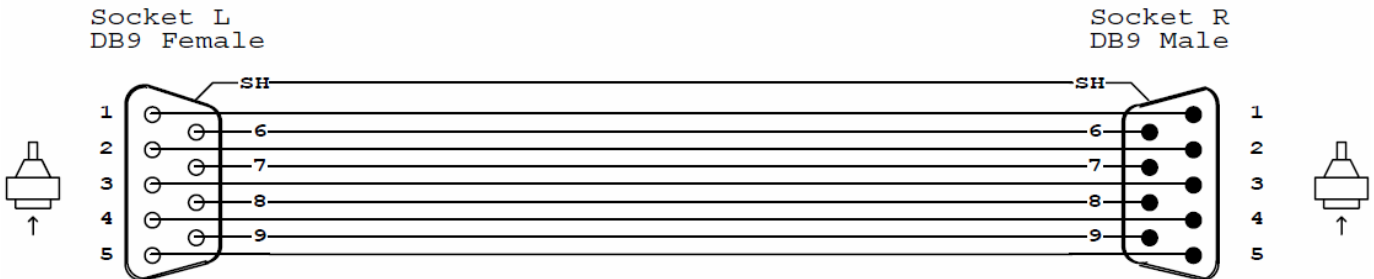 Socket L
DB9 Female
Socket R
DB9 Male
SH SH
1 1
6 6
2 2
7 7
3 3
8 8
4 4
9 9
5 5